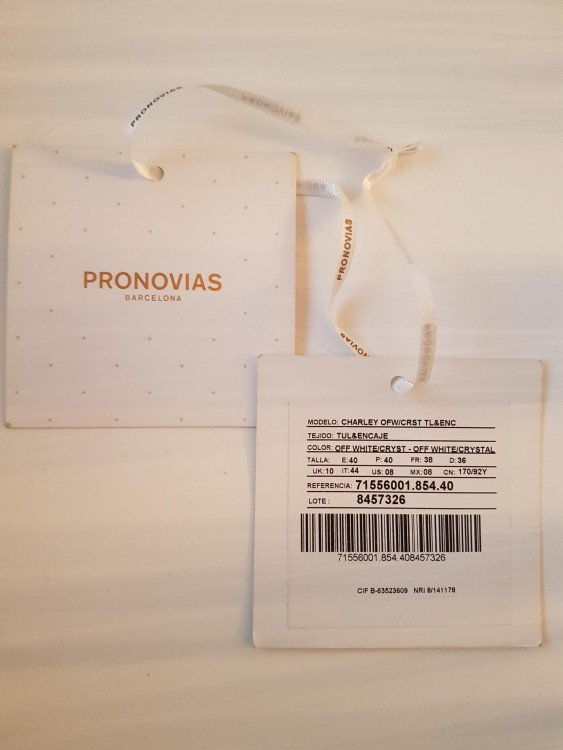 PRONOVIAS
PRONOVIAS
PRONOVIAS
PRONOVIAS
BARCELONA
PRONOVIAS
MODELO: CHARLEY OFW/CRST TL&ENC
TEJIDO: TUL&ENCAJE
COLOR: OFF WHITE/CRYST - OFF WHITE/CRYSTAL
TALLA: E: 40 P: 40 FR: 38 D: 36
UK: 10 IT: 44 US: 08 MX: 08 CN: 170/92Y
REFERENCIA: 71556001.854.40
LOTE: 8457326
71556001.854.408457326
CIF B-63523609 NRI 8/141178